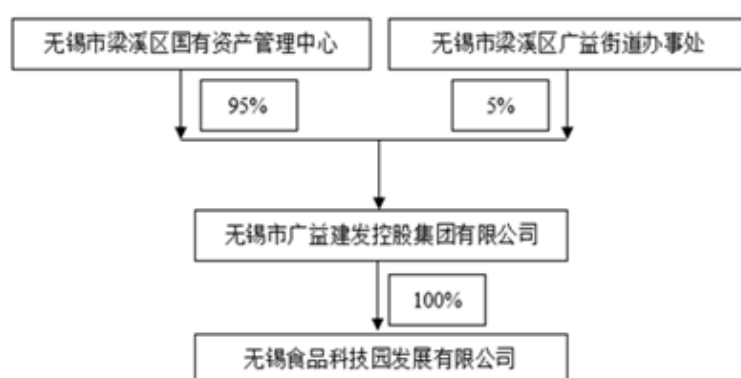 无锡市梁溪区国有资产管理中心
无锡市梁溪区广益街道办事处
95%
5%
无锡市广益建发控股集团有限公司
100%
无锡食品科技园发展有限公司